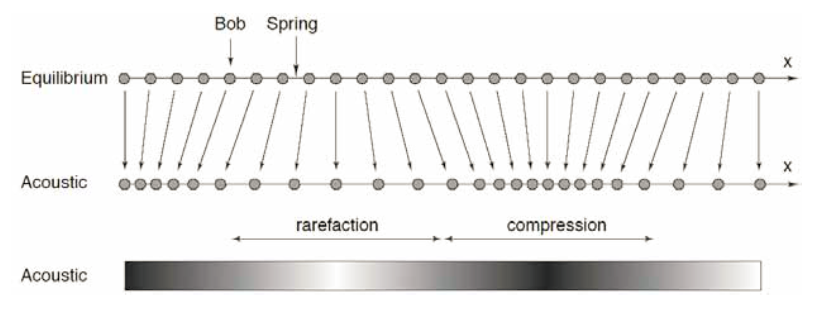 Bob Spring
x
Equilibrium
x
Acoustic
rarefaction compression
Acoustic